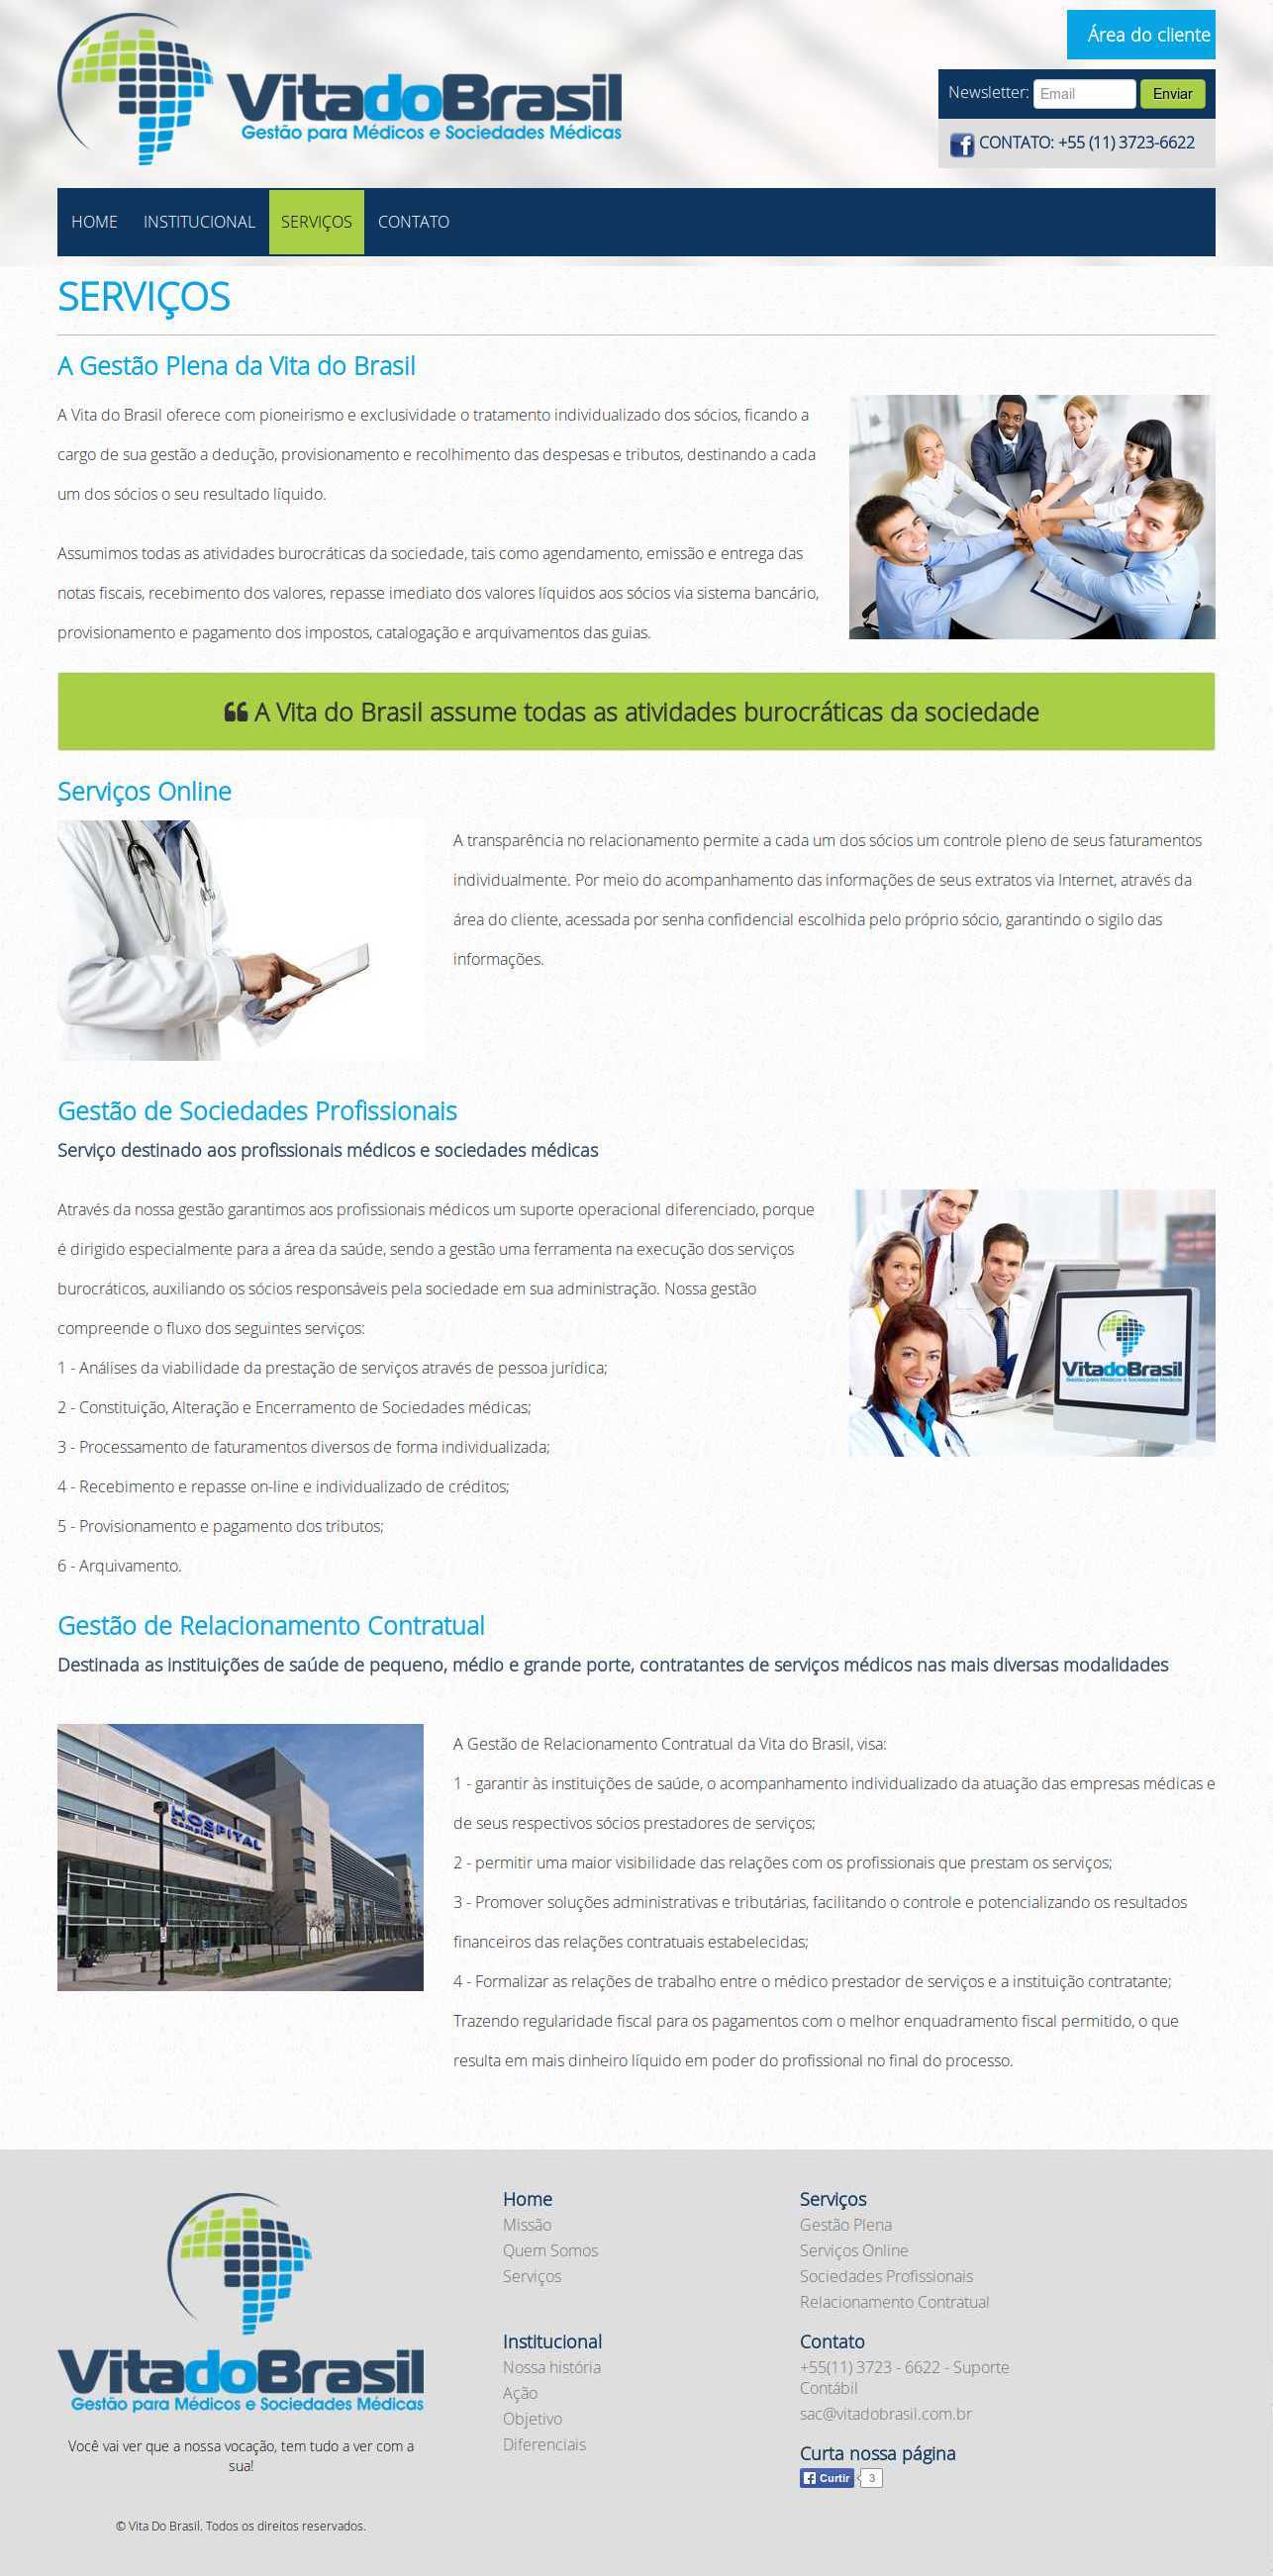 Área do cliente
VitadoBrasil
Gestão para Médicos e Sociedades Médicas
Newsletter: Email Enviar
CONTATO: +55 (11) 3723-6622
HOME INSTITUCIONAL SERVIÇOS CONTATO
SERVIÇOS
A Gestão Plena da Vita do Brasil
A Vita do Brasil oferece com pioneirismo e exclusividade o tratamento individualizado dos sócios, ficando a
cargo de sua gestão a dedução, provisionamento e recolhimento das despesas e tributos, destinando a cada
um dos sócios o seu resultado líquido.
Assumimos todas as atividades burocráticas da sociedade, tais como agendamento, emissão e entrega das
notas fiscais, recebimento dos valores, repasse imediato dos valores líquidos aos sócios via sistema bancário,
provisionamento e pagamento dos impostos, catalogação e arquivamentos das guias.
❝ A Vita do Brasil assume todas as atividades burocráticas da sociedade
Serviços Online
A transparência no relacionamento permite a cada um dos sócios um controle pleno de seus faturamentos
individualmente. Por meio do acompanhamento das informações de seus extratos via Internet, através da
área do cliente, acessada por senha confidencial escolhida pelo próprio sócio, garantindo o sigilo das
informações.
Gestão de Sociedades Profissionais
Serviço destinado aos profissionais médicos e sociedades médicas
Através da nossa gestão garantimos aos profissionais médicos um suporte operacional diferenciado, porque
é dirigido especialmente para a área da saúde, sendo a gestão uma ferramenta na execução dos serviços
burocráticos, auxiliando os sócios responsáveis pela sociedade em sua administração. Nossa gestão
compreende o fluxo dos seguintes serviços:
1 - Análises da viabilidade da prestação de serviços através de pessoa jurídica;
2 - Constituição, Alteração e Encerramento de Sociedades médicas;
3 - Processamento de faturamentos diversos de forma individualizada;
4 - Recebimento e repasse on-line e individualizado de créditos;
5 - Provisionamento e pagamento dos tributos;
6 - Arquivamento.
VitadoBrasil
Gestão para Médicos e Sociedades Médicas
Gestão de Relacionamento Contratual
Destinada as instituições de saúde de pequeno, médio e grande porte, contratantes de serviços médicos nas mais diversas modalidades
HOSPITAL
A Gestão de Relacionamento Contratual da Vita do Brasil, visa:
1 - garantir às instituições de saúde, o acompanhamento individualizado da atuação das empresas médicas e
de seus respectivos sócios prestadores de serviços;
2 - permitir uma maior visibilidade das relações com os profissionais que prestam os serviços;
3 - Promover soluções administrativas e tributárias, facilitando o controle e potencializando os resultados
financeiros das relações contratuais estabelecidas;
4 - Formalizar as relações de trabalho entre o médico prestador de serviços e a instituição contratante;
Trazendo regularidade fiscal para os pagamentos com o melhor enquadramento fiscal permitido, o que
resulta em mais dinheiro líquido em poder do profissional no final do processo.
VitadoBrasil
Gestão para Médicos e Sociedades Médicas
Você vai ver que a nossa vocação, tem tudo a ver com a
sua!
© Vita Do Brasil. Todos os direitos reservados.
Home
Missão
Quem Somos
Serviços
Institucional
Nossa história
Ação
Objetivo
Diferenciais
Serviços
Gestão Plena
Serviços Online
Sociedades Profissionais
Relacionamento Contratual
Contato
+55(11) 3723 - 6622 - Suporte
Contábil
sac@vitadobrasil.com.br
Curta nossa página
Curtir 3